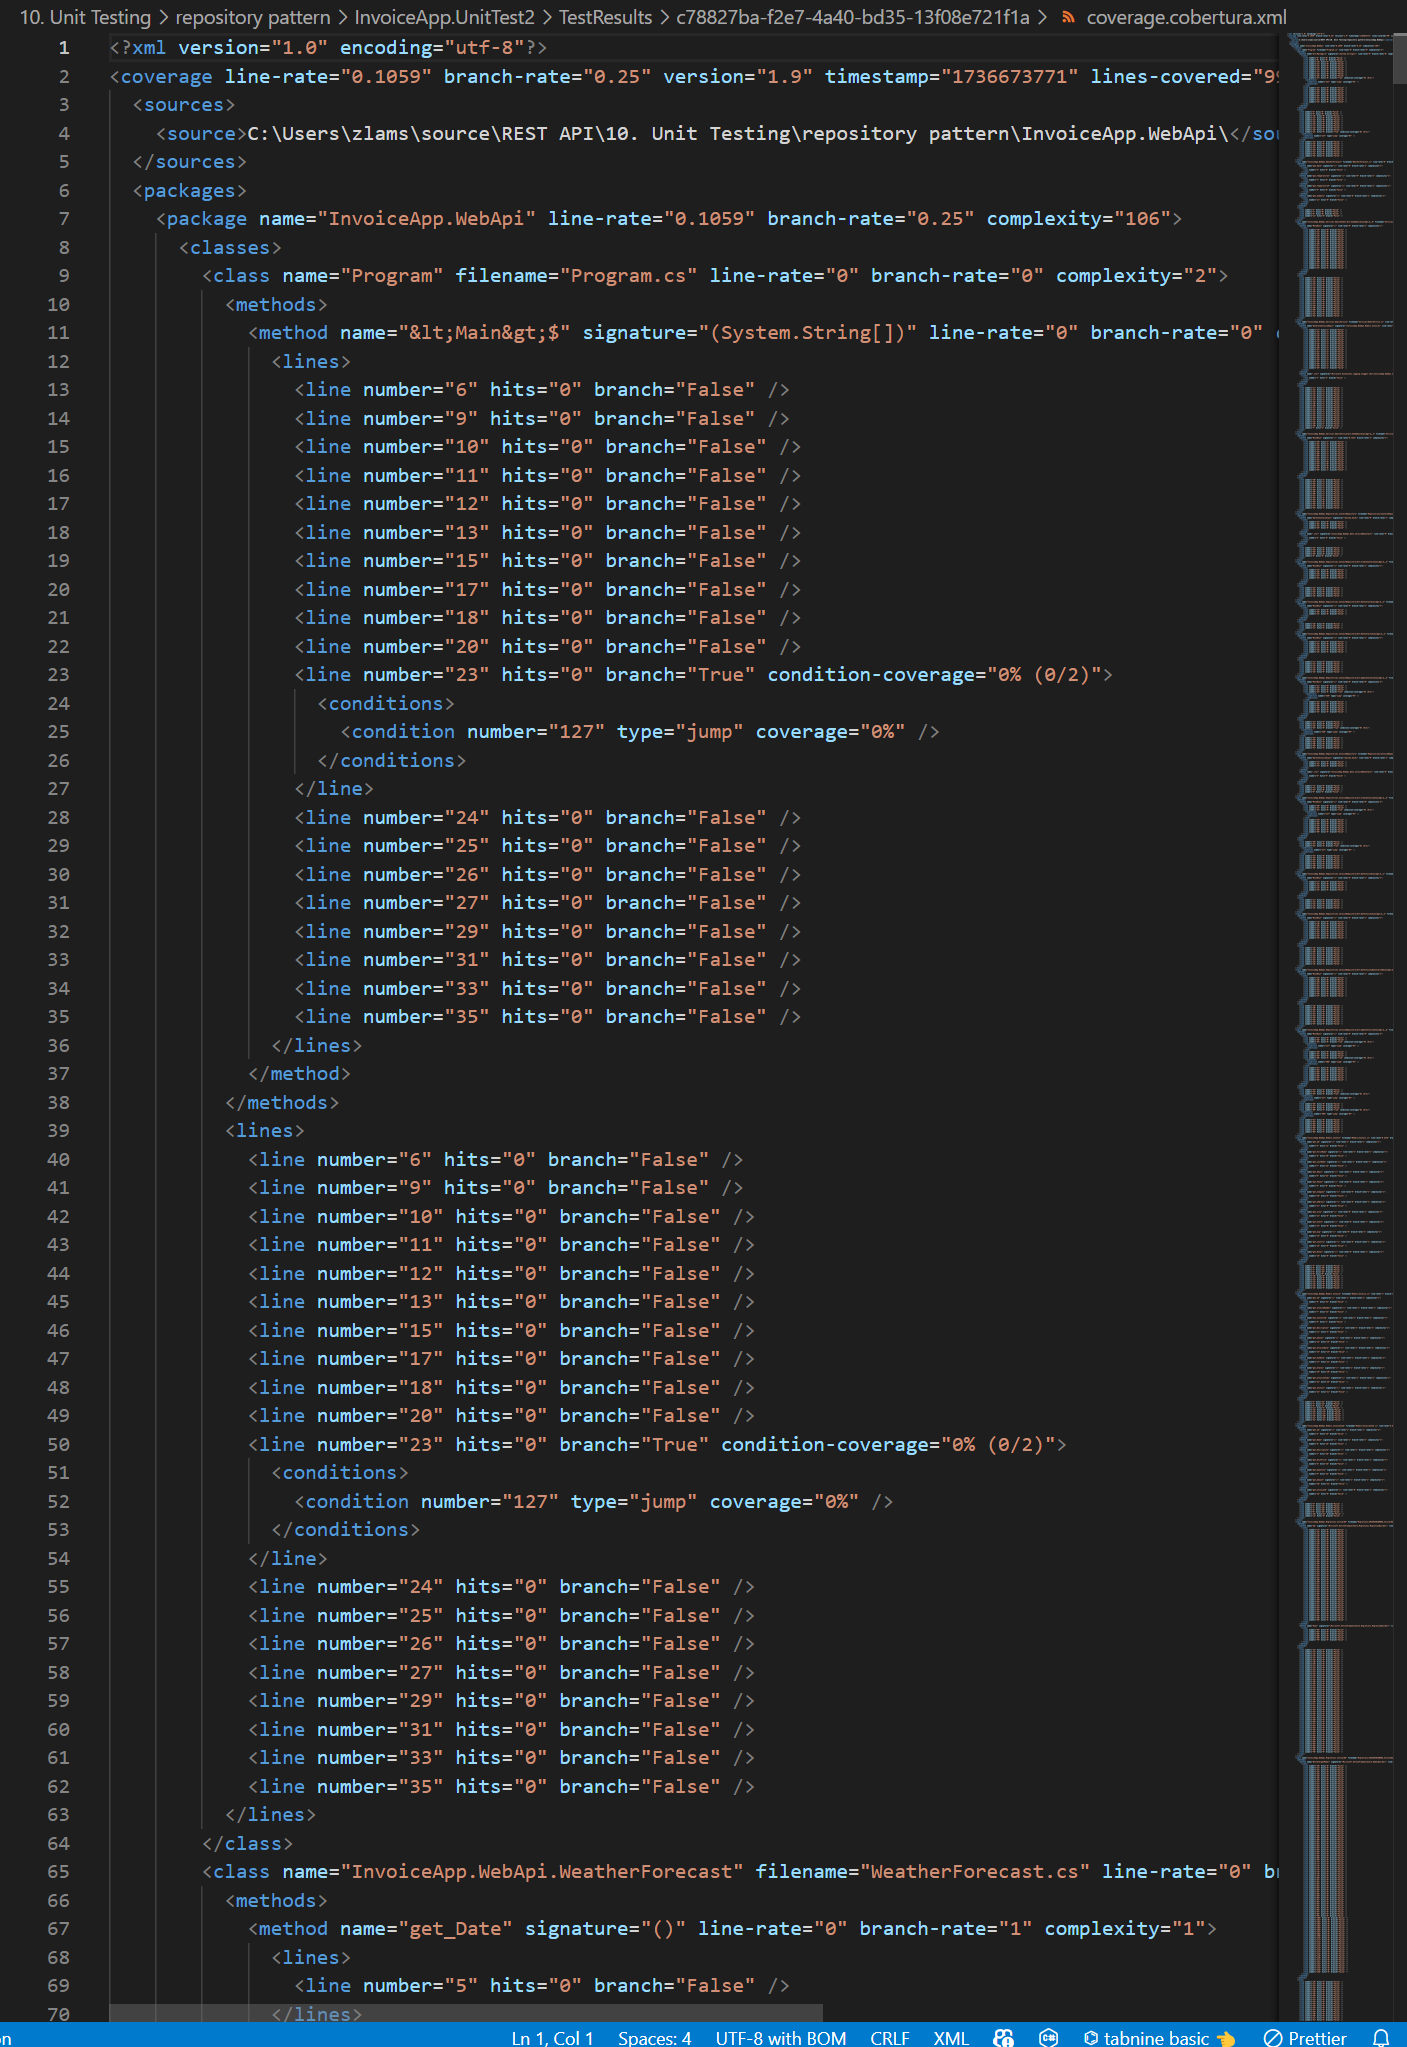 10. Unit Testing > repository pattern > InvoiceApp.UnitTest2 > TestResults > c78827ba-f2e7-4a40-bd35-13f08e721f1a > coverage.cobertura.xml
1 <?xml version="1.0" encoding="utf-8"?>
2 <coverage line-rate="0.1059" branch-rate="0.25" version="1.9" timestamp="1736673771" lines-covered="99
3 <sources>
4 <source>C:\Users\zlams\source\REST API\10. Unit Testing\repository pattern\InvoiceApp.WebApi\</sou
5 </sources>
6 <packages>
7 <package name="InvoiceApp.WebApi" line-rate="0.1059" branch-rate="0.25" complexity="106">
8 <classes>
9 <class name="Program" filename="Program.cs" line-rate="0" branch-rate="0" complexity="2">
10 <methods>
11 <method name="&lt;Main&gt;$" signature="(System.String[])" line-rate="0" branch-rate="0" c
12 <lines>
13 <line number="6" hits="0" branch="False" />
14 <line number="9" hits="0" branch="False" />
15 <line number="10" hits="0" branch="False" />
16 <line number="11" hits="0" branch="False" />
17 <line number="12" hits="0" branch="False" />
18 <line number="13" hits="0" branch="False" />
19 <line number="15" hits="0" branch="False" />
20 <line number="17" hits="0" branch="False" />
21 <line number="18" hits="0" branch="False" />
22 <line number="20" hits="0" branch="False" />
23 <line number="23" hits="0" branch="True" condition-coverage="0% (0/2)">
24 <conditions>
25 <condition number="127" type="jump" coverage="0%" />
26 </conditions>
27 </line>
28 <line number="24" hits="0" branch="False" />
29 <line number="25" hits="0" branch="False" />
30 <line number="26" hits="0" branch="False" />
31 <line number="27" hits="0" branch="False" />
32 <line number="29" hits="0" branch="False" />
33 <line number="31" hits="0" branch="False" />
34 <line number="33" hits="0" branch="False" />
35 <line number="35" hits="0" branch="False" />
36 </lines>
37 </method>
38 </methods>
39 <lines>
40 <line number="6" hits="0" branch="False" />
41 <line number="9" hits="0" branch="False" />
42 <line number="10" hits="0" branch="False" />
43 <line number="11" hits="0" branch="False" />
44 <line number="12" hits="0" branch="False" />
45 <line number="13" hits="0" branch="False" />
46 <line number="15" hits="0" branch="False" />
47 <line number="17" hits="0" branch="False" />
48 <line number="18" hits="0" branch="False" />
49 <line number="20" hits="0" branch="False" />
50 <line number="23" hits="0" branch="True" condition-coverage="0% (0/2)">
51 <conditions>
52 <condition number="127" type="jump" coverage="0%" />
53 </conditions>
54 </line>
55 <line number="24" hits="0" branch="False" />
56 <line number="25" hits="0" branch="False" />
57 <line number="26" hits="0" branch="False" />
58 <line number="27" hits="0" branch="False" />
59 <line number="29" hits="0" branch="False" />
60 <line number="31" hits="0" branch="False" />
61 <line number="33" hits="0" branch="False" />
62 <line number="35" hits="0" branch="False" />
63 </lines>
64 </class>
65 <class name="InvoiceApp.WebApi.WeatherForecast" filename="WeatherForecast.cs" line-rate="0" br
66 <methods>
67 <method name="get_Date" signature="()" line-rate="0" branch-rate="1" complexity="1">
68 <lines>
69 <line number="5" hits="0" branch="False" />
70 </lines>
on Ln 1, Col 1 Spaces: 4 UTF-8 with BOM CRLF XML C# tabnine basic 👈 Prettier